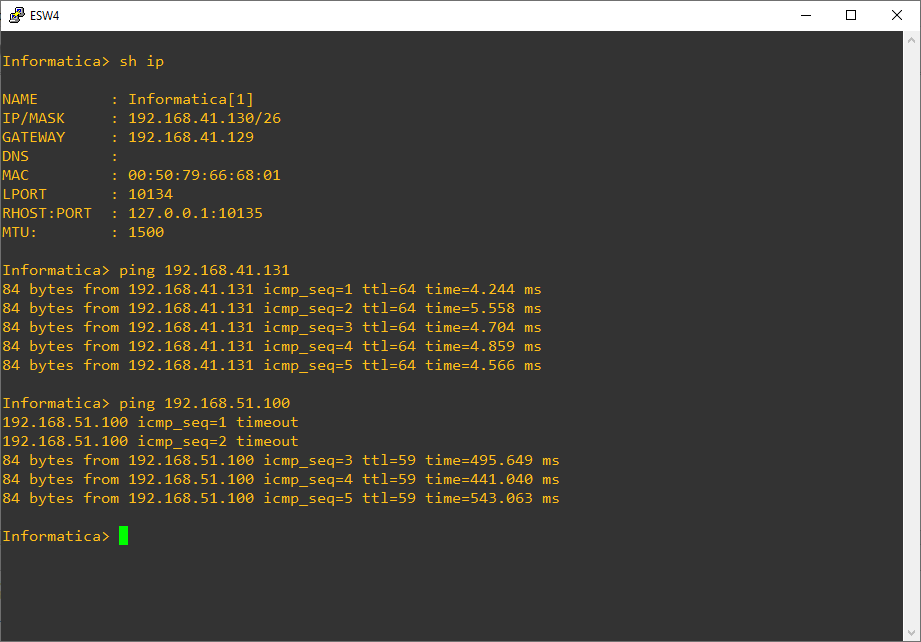 ESW4
Informatica> sh ip
NAME        : Informatica[1]
IP/MASK     : 192.168.41.130/26
GATEWAY     : 192.168.41.129
DNS         :
MAC         : 00:50:79:66:68:01
LPORT       : 10134
RHOST:PORT  : 127.0.0.1:10135
MTU:        : 1500
Informatica> ping 192.168.41.131
84 bytes from 192.168.41.131 icmp_seq=1 ttl=64 time=4.244 ms
84 bytes from 192.168.41.131 icmp_seq=2 ttl=64 time=5.558 ms
84 bytes from 192.168.41.131 icmp_seq=3 ttl=64 time=4.704 ms
84 bytes from 192.168.41.131 icmp_seq=4 ttl=64 time=4.859 ms
84 bytes from 192.168.41.131 icmp_seq=5 ttl=64 time=4.566 ms
Informatica> ping 192.168.51.100
192.168.51.100 icmp_seq=1 timeout
192.168.51.100 icmp_seq=2 timeout
84 bytes from 192.168.51.100 icmp_seq=3 ttl=59 time=495.649 ms
84 bytes from 192.168.51.100 icmp_seq=4 ttl=59 time=441.040 ms
84 bytes from 192.168.51.100 icmp_seq=5 ttl=59 time=543.063 ms
Informatica>